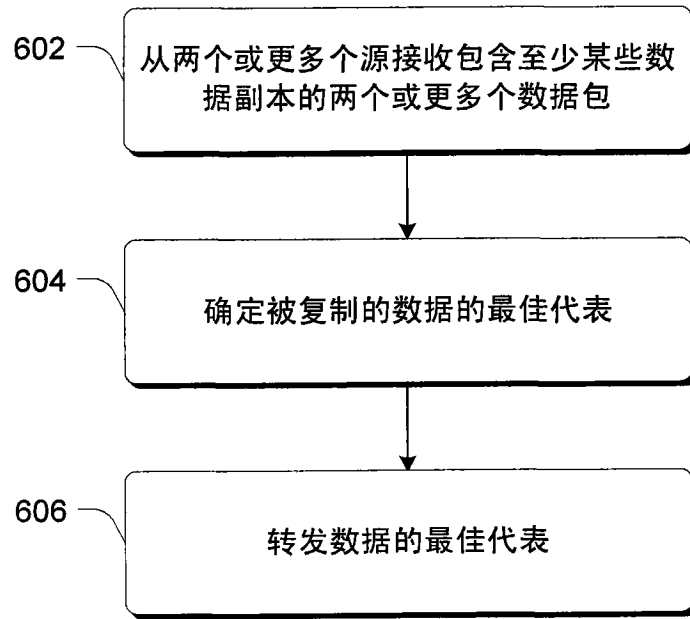 602
从两个或更多个源接收包含至少某些数
据副本的两个或更多个数据包
604
确定被复制的数据的最佳代表
606
转发数据的最佳代表